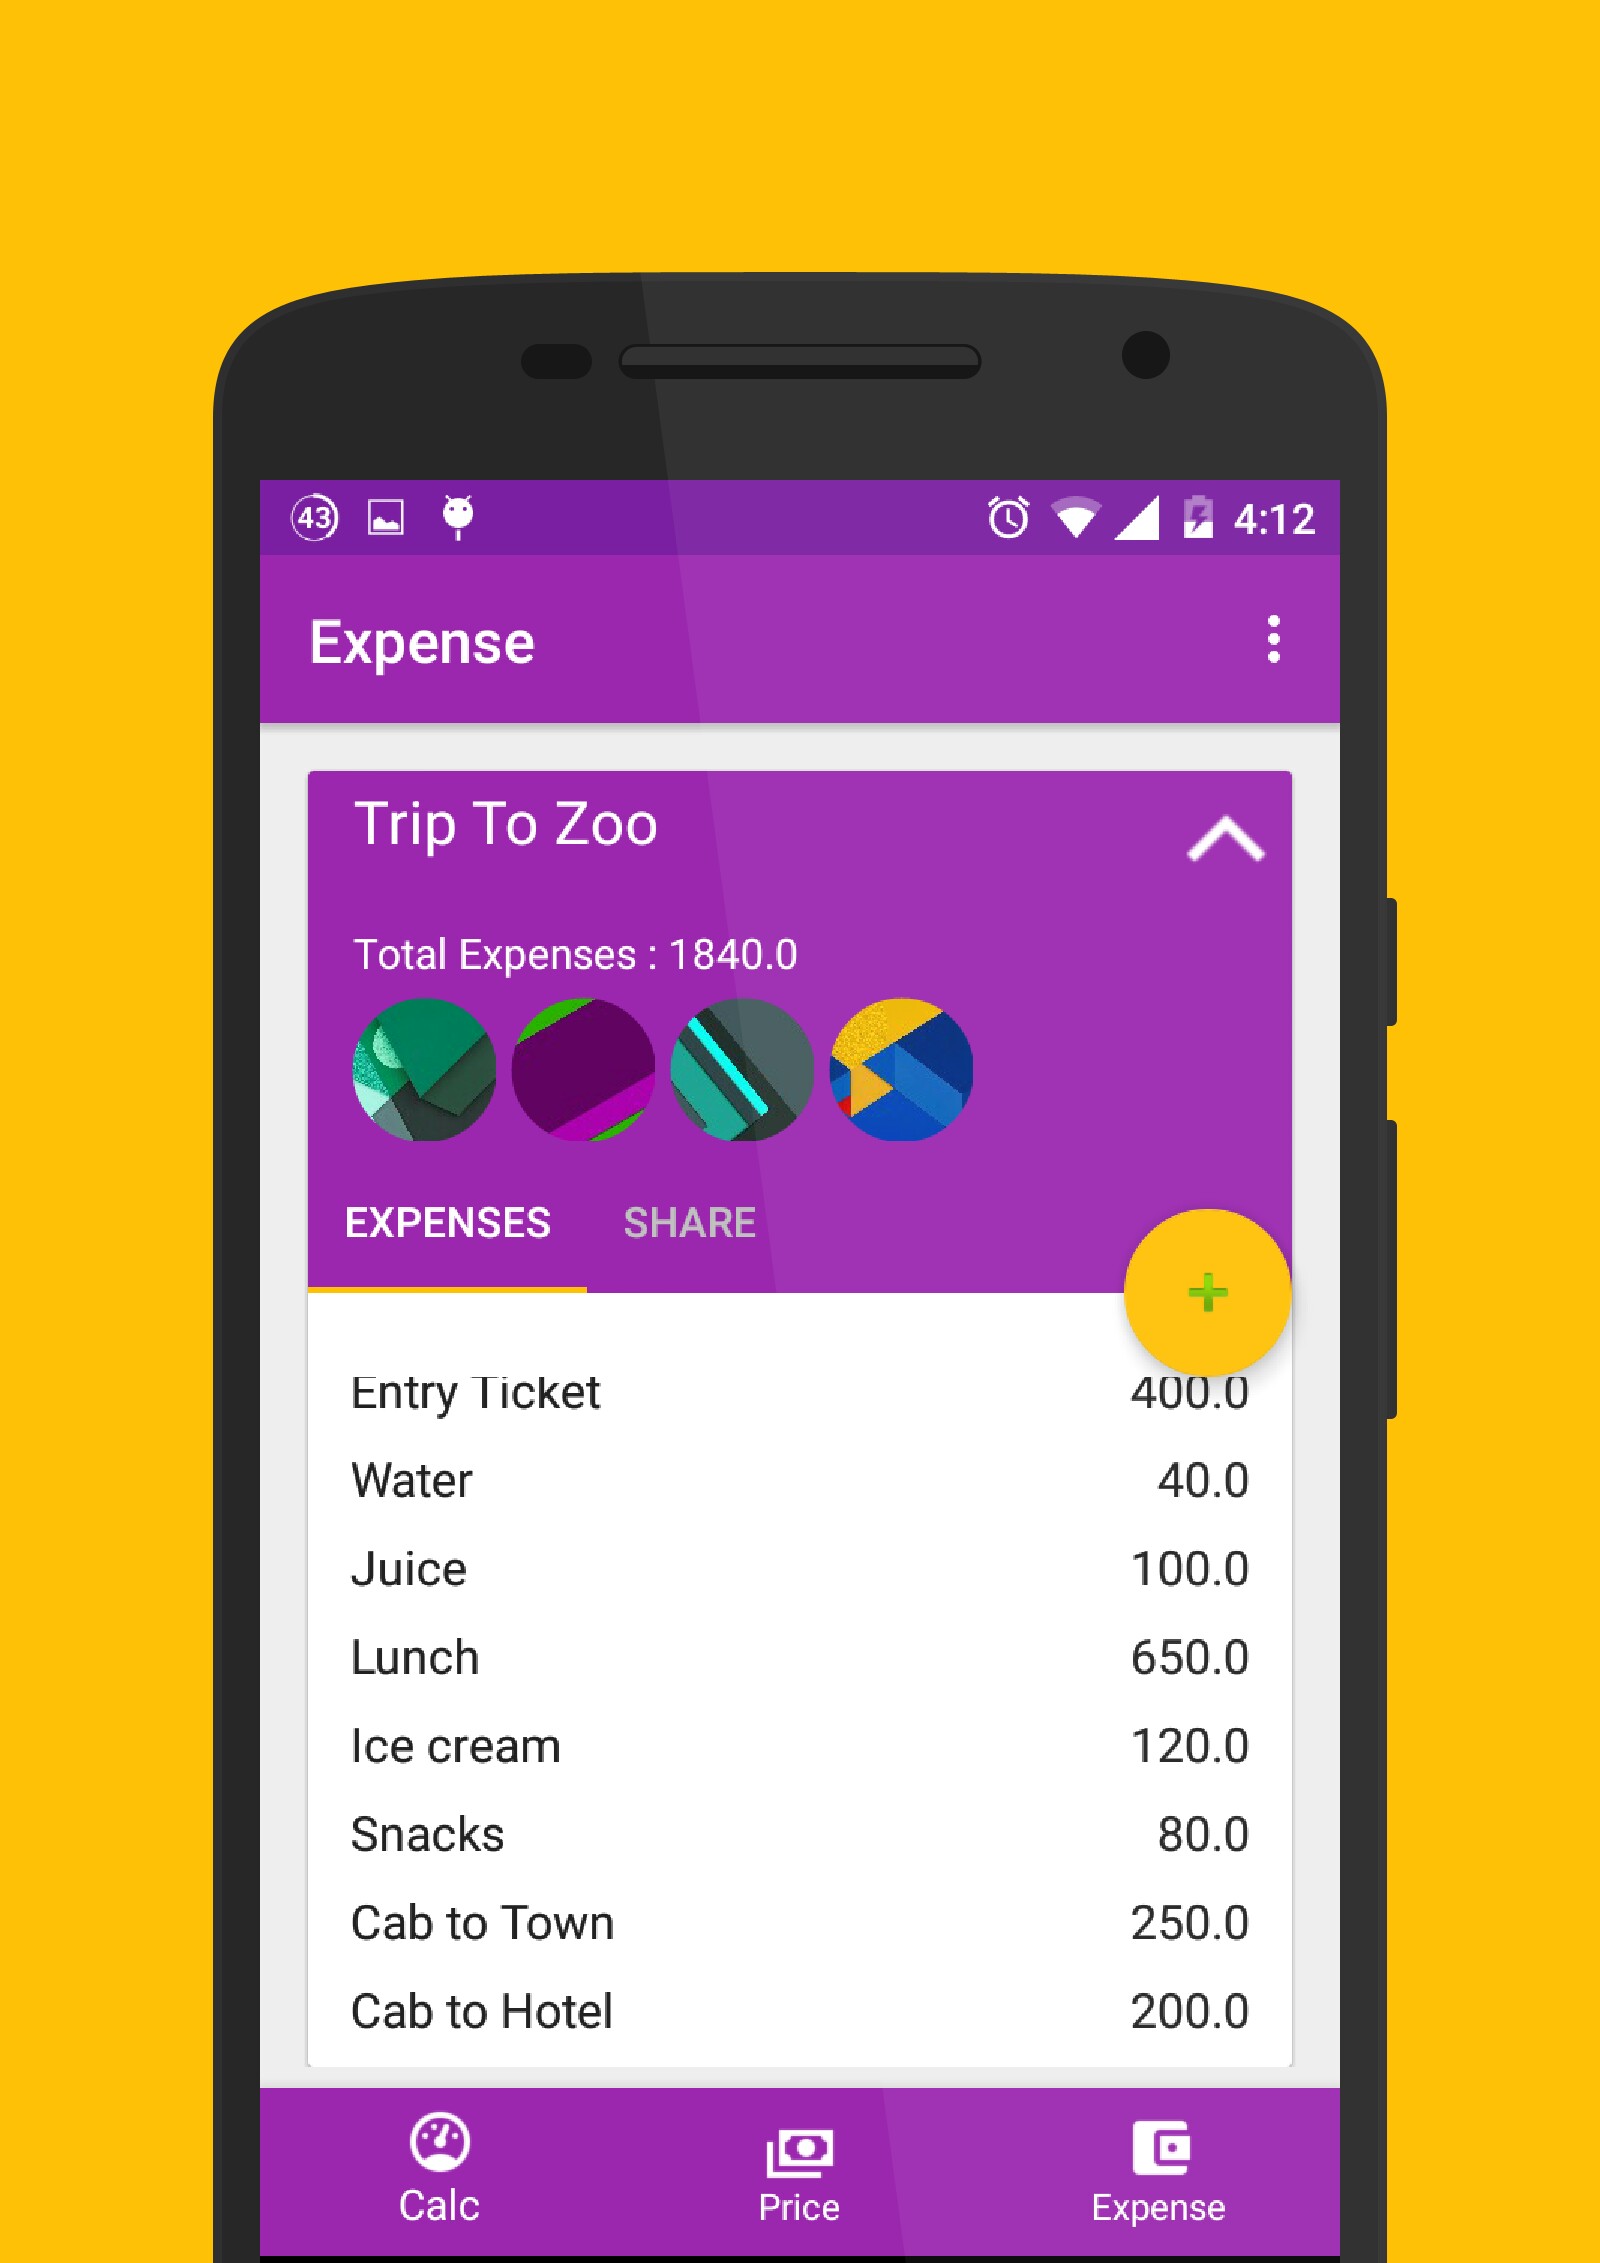 43 4:12
Expense
Trip To Zoo
Total Expenses : 1840.0
EXPENSES SHARE
Entry Ticket 400.0
Water 40.0
Juice 100.0
Lunch 650.0
Ice cream 120.0
Snacks 80.0
Cab to Town 250.0
Cab to Hotel 200.0
Calc Price Expense